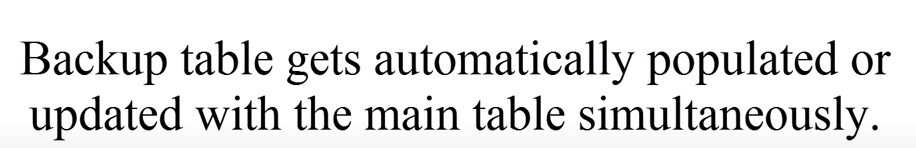 Backup table gets automatically populated or
updated with the main table simultaneously.